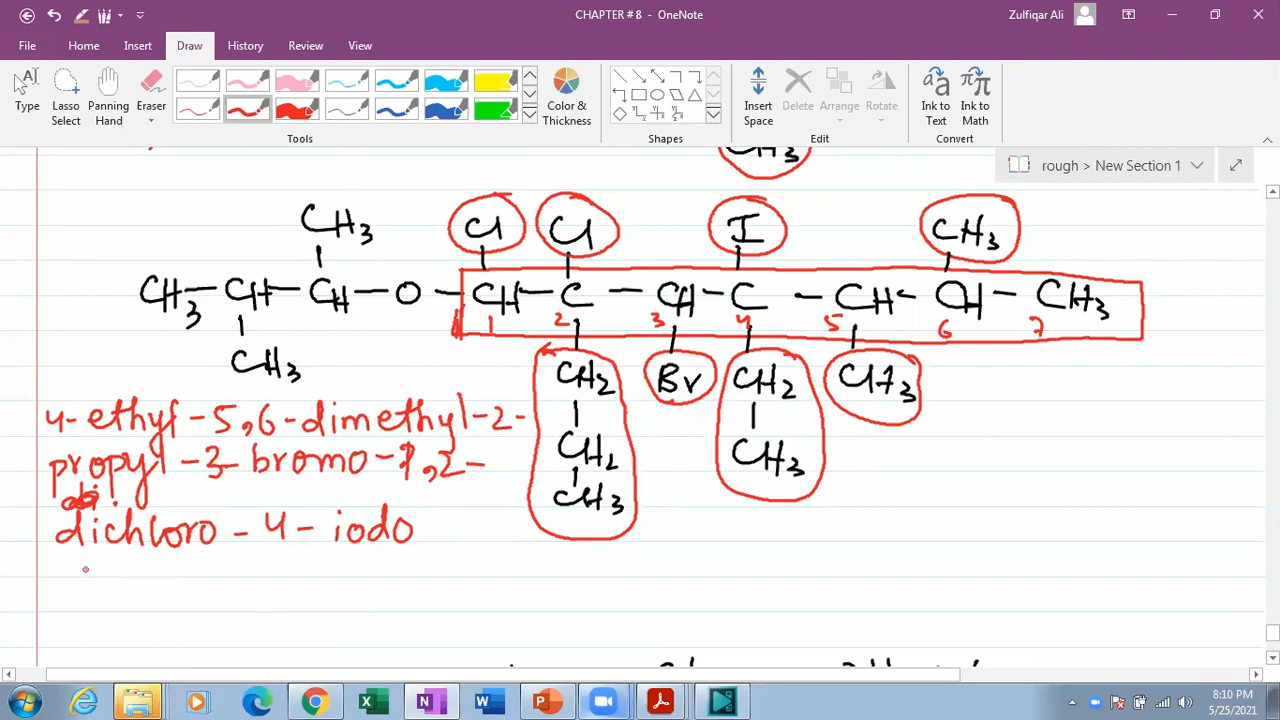 CHAPTER # 8 - OneNote
Zulfiqar Ali
File Home Insert Draw History Review View
Type Lasso Select Panning Hand Eraser
Color & Thickness
Insert Space Delete Arrange Rotate
Ink to Text Ink to Math
Tools Shapes Edit Convert
rough > New Section 1
CH3
CH3 Cl Cl I CH3
CH3 - CH - CH - O - CH - C - CH - C - CH - CH - CH3
1 2 3 4 5 6 7
CH3 CH2 Br CH2 CH3
4-ethyl-5,6-dimethyl-2-
propyl-3-bromo-1,2-
CH2 CH3
CH3
dichloro-4-iodo
8:10 PM
5/25/2021